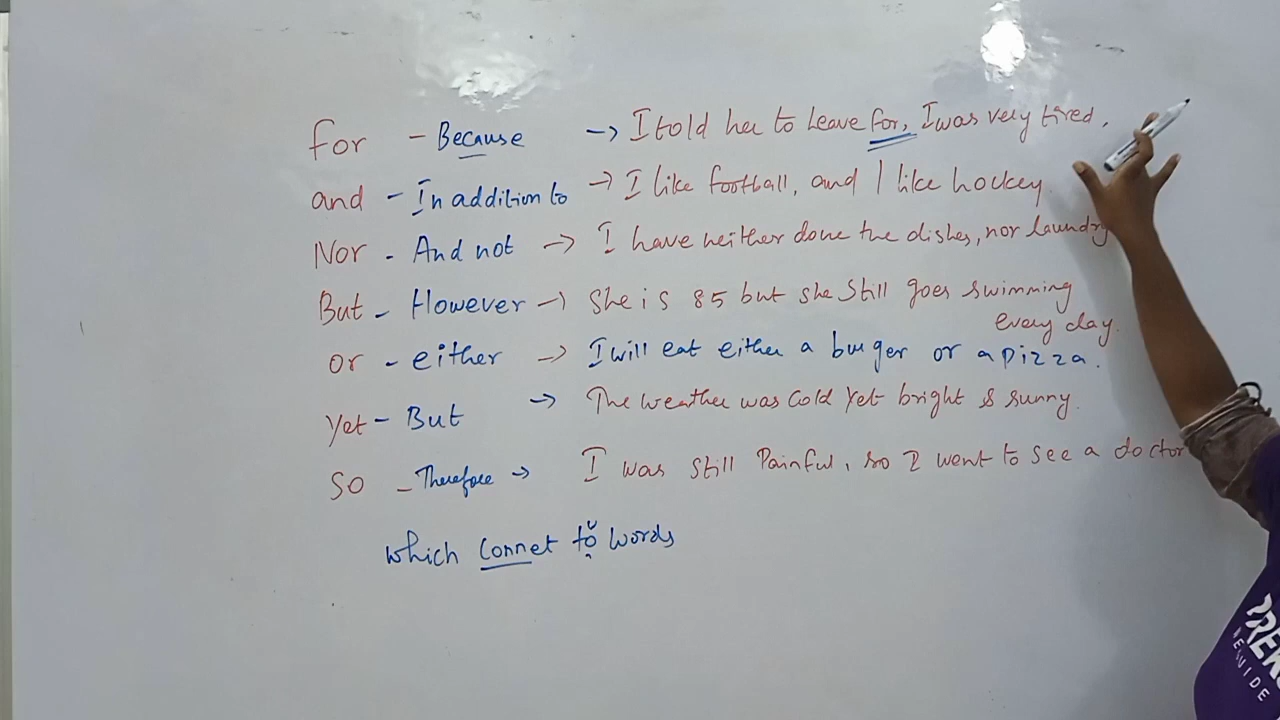 for - Because -> I told her to Leave for, I was very tired.
and - In addition to -> I like football, and I like hockey.
Nor - And not -> I have neither done the dishes, nor laundry
But - However -> She is 85 but she still goes swimming
every day.
or - either -> I will eat either a burger or a pizza.
Yet - But -> The weather was cold yet bright & sunny.
SO - Therefore -> I was still Painful, so I went to see a doctor
which connet to words